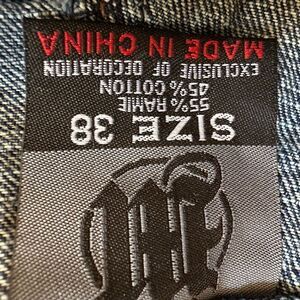 SIZE 38
55% RAMIE
45% COTTON
EXCLUSIVE OF DECORATION
MADE IN CHINA